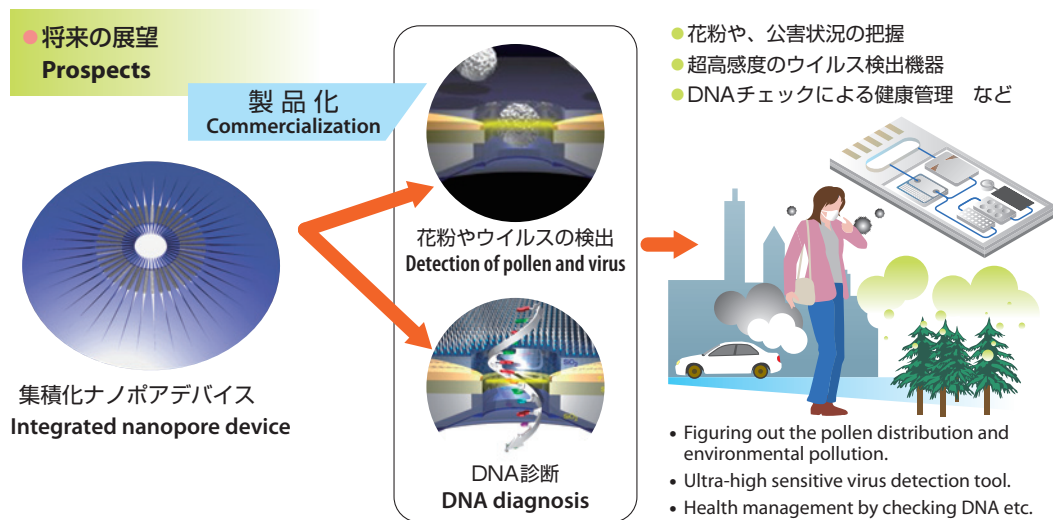 ●将来の展望
Prospects
製品化
Commercialization
集積化ナノポアデバイス
Integrated nanopore device
花粉やウイルスの検出
Detection of pollen and virus
DNA診断
DNA diagnosis
●花粉や、公害状況の把握
●超高感度のウイルス検出機器
●DNAチェックによる健康管理　など
• Figuring out the pollen distribution and
environmental pollution.
• Ultra-high sensitive virus detection tool.
• Health management by checking DNA etc.